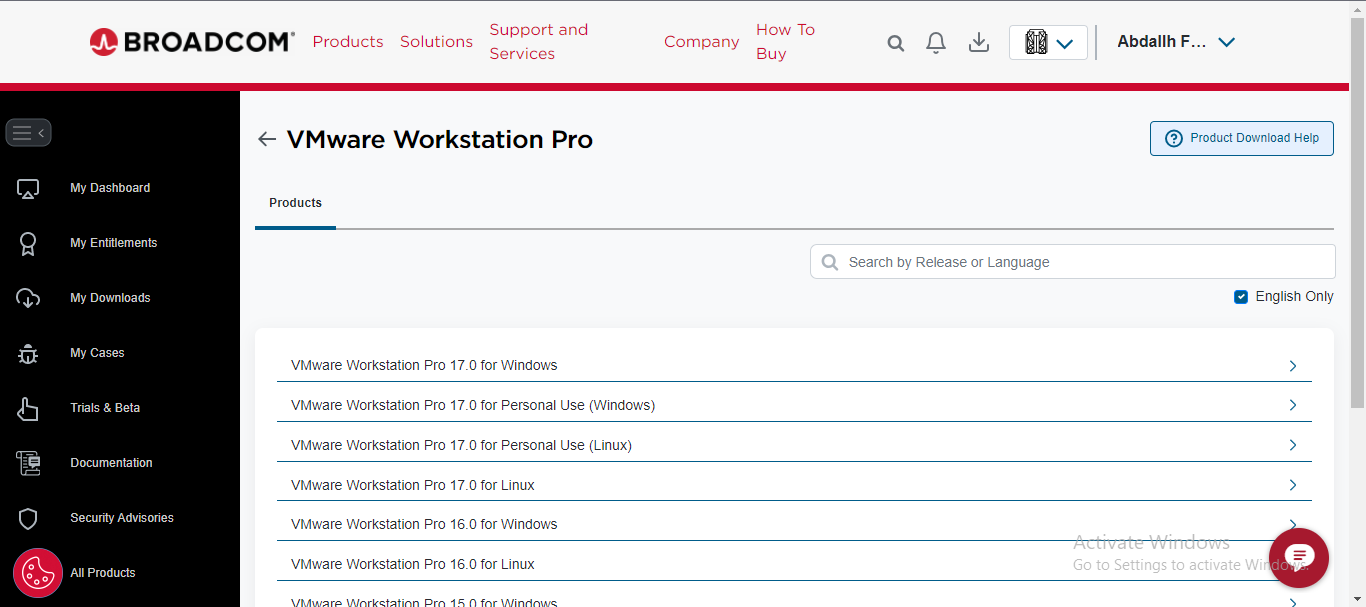 BROADCOM®
Products
Solutions
Support and
Services
Company
How To
Buy
Abdallh F...
VMware Workstation Pro
Product Download Help
My Dashboard
My Entitlements
My Downloads
My Cases
Trials & Beta
Documentation
Security Advisories
All Products
Products
Search by Release or Language
English Only
VMware Workstation Pro 17.0 for Windows
VMware Workstation Pro 17.0 for Personal Use (Windows)
VMware Workstation Pro 17.0 for Personal Use (Linux)
VMware Workstation Pro 17.0 for Linux
VMware Workstation Pro 16.0 for Windows
VMware Workstation Pro 16.0 for Linux
VMware Workstation Pro 15.0 for Windows
Activate Windows
Go to Settings to activate Windows.